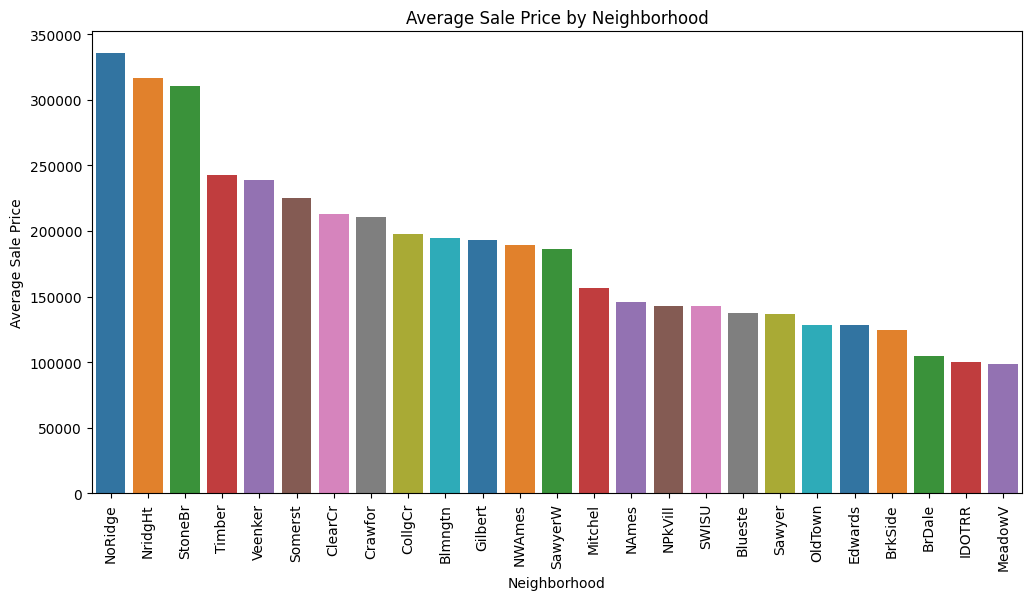 Average Sale Price by Neighborhood
Average Sale Price
350000
300000
250000
200000
150000
100000
50000
0
NoRidge
NridgHt
StoneBr
Timber
Veenker
Somerst
ClearCr
Crawfor
CollgCr
Blmngtn
Gilbert
NWAmes
SawyerW
Mitchel
NAmes
NPkVill
SWISU
Blueste
Sawyer
OldTown
Edwards
BrkSide
BrDale
IDOTRR
MeadowV
Neighborhood